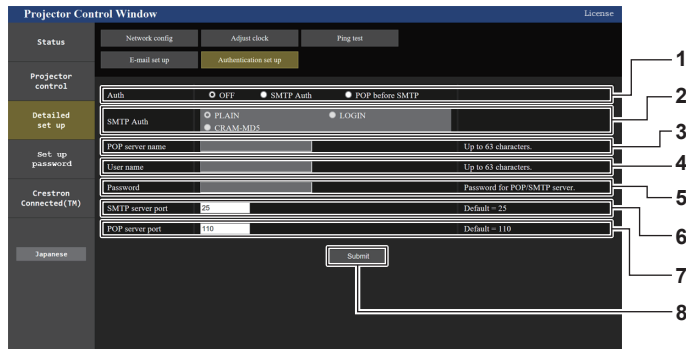 Projector Control Window License
Status
Network config Adjust clock Ping test
E-mail set up Authentication set up
Projector
control
Detailed
set up
Set up
password
Crestron
Connected(TM)
Japanese
Auth OFF SMTP Auth POP before SMTP
SMTP Auth PLAIN LOGIN
CRAM-MD5
POP server name Up to 63 characters.
User name Up to 63 characters.
Password Password for POP/SMTP server.
SMTP server port 25 Default = 25
POP server port 110 Default = 110
Submit
1
2
3
4
5
6
7
8